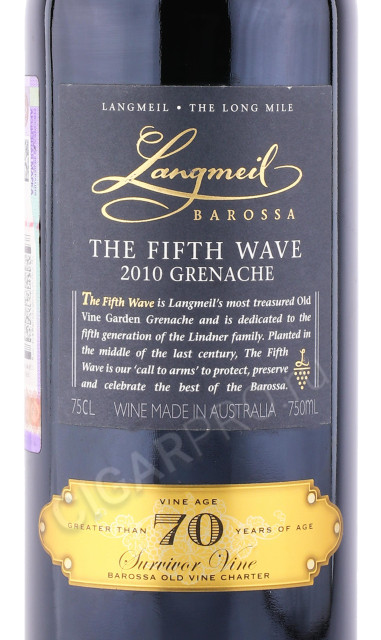 LANGMEIL • THE LONG MILE
Langmeil
BAROSSA
THE FIFTH WAVE
2010 GRENACHE
The Fifth Wave is Langmeil's most treasured Old
Vine Garden Grenache and is dedicated to the
fifth generation of the Lindner family. Planted in
the middle of the last century, The Fifth
Wave is our 'call to arms' to protect, preserve
and celebrate the best of the Barossa.
75CL WINE MADE IN AUSTRALIA 750ML
VINE AGE
GREATER THAN 70 YEARS OF AGE
Survivor Vine
BAROSSA OLD VINE CHARTER
CIGARPRO.RU